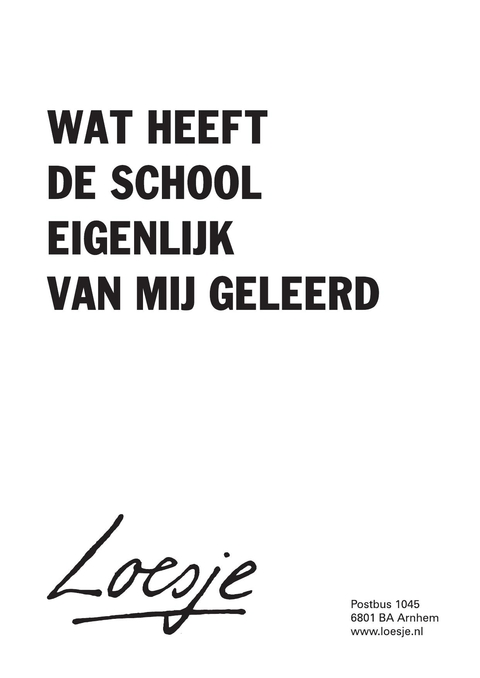 WAT HEEFT
DE SCHOOL
EIGENLIJK
VAN MIJ GELEERD
Loesje
Postbus 1045
6801 BA Arnhem
www.loesje.nl